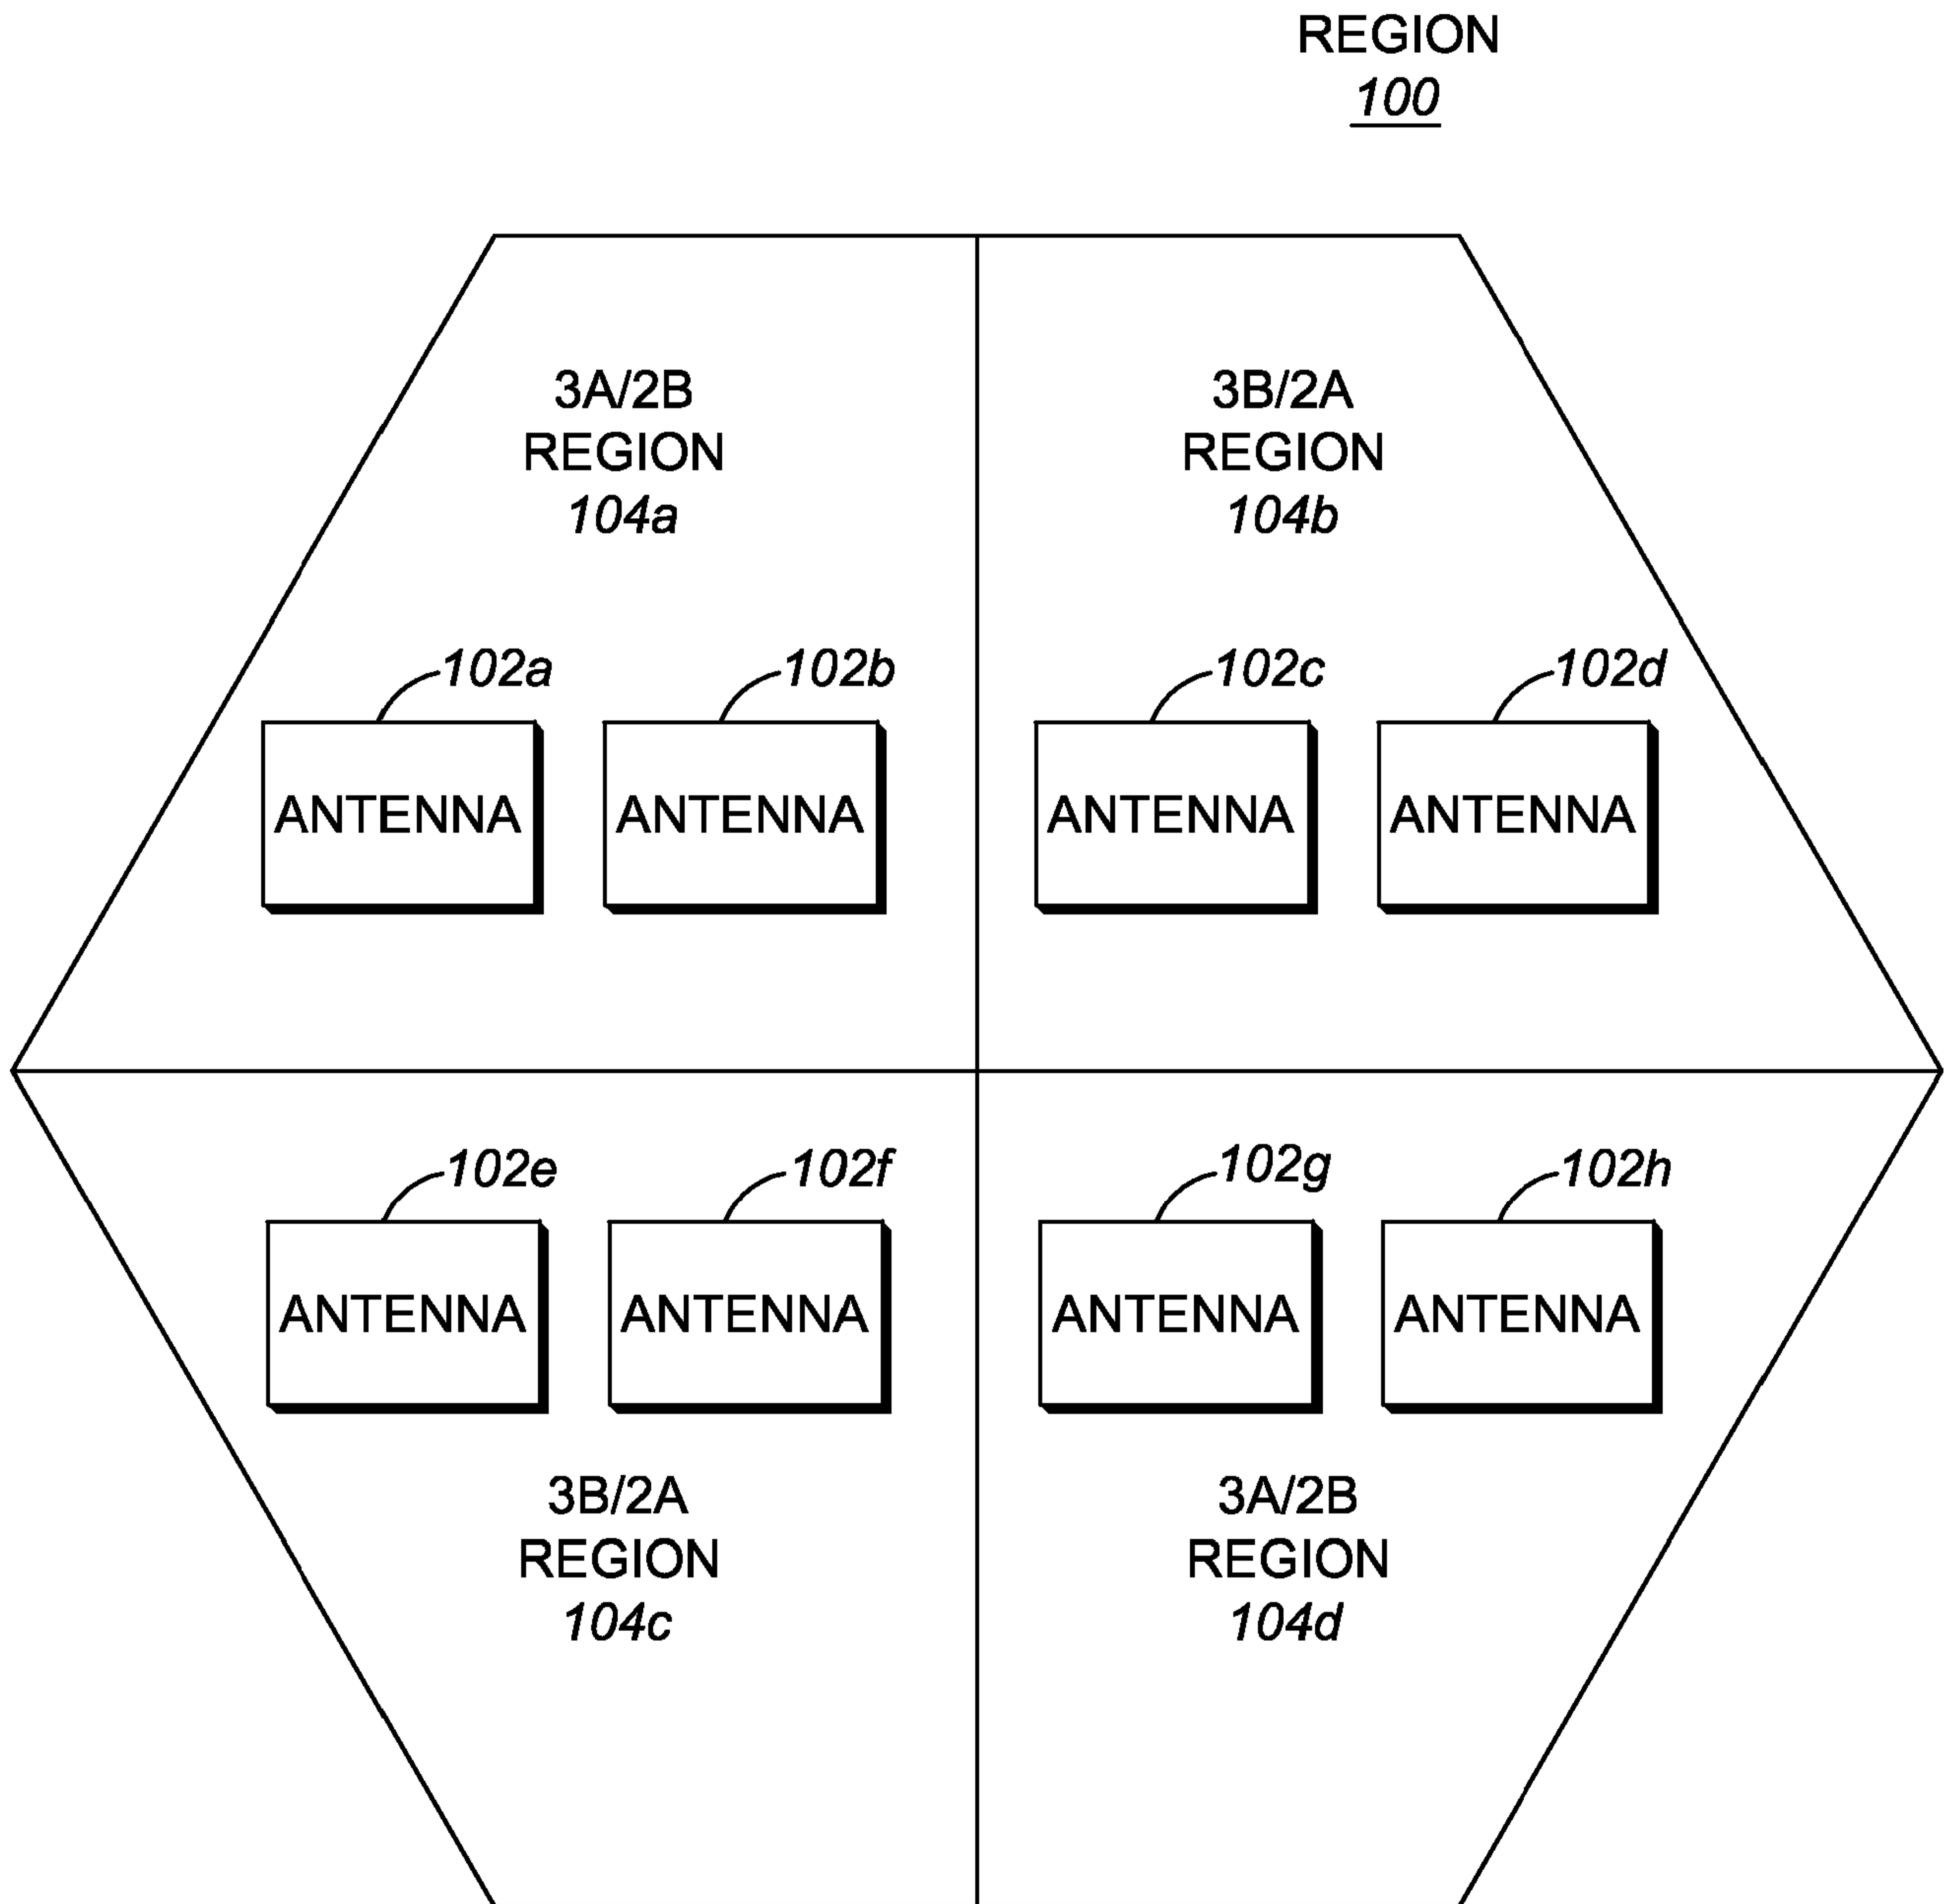 REGION
100
3A/2B
REGION
104a
3B/2A
REGION
104b
102a
102b
102c
102d
ANTENNA
ANTENNA
ANTENNA
ANTENNA
102e
102f
102g
102h
ANTENNA
ANTENNA
ANTENNA
ANTENNA
3B/2A
REGION
104c
3A/2B
REGION
104d